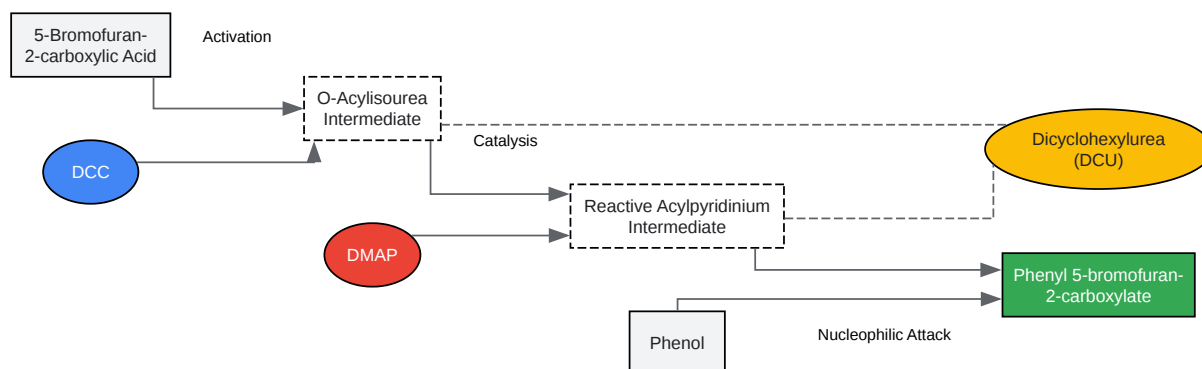 5-Bromofuran-
2-carboxylic Acid
Activation
O-Acylisourea
Intermediate
DCC
Catalysis
Dicyclohexylurea
(DCU)
Reactive Acylpyridinium
Intermediate
DMAP
Phenyl 5-bromofuran-
2-carboxylate
Phenol
Nucleophilic Attack